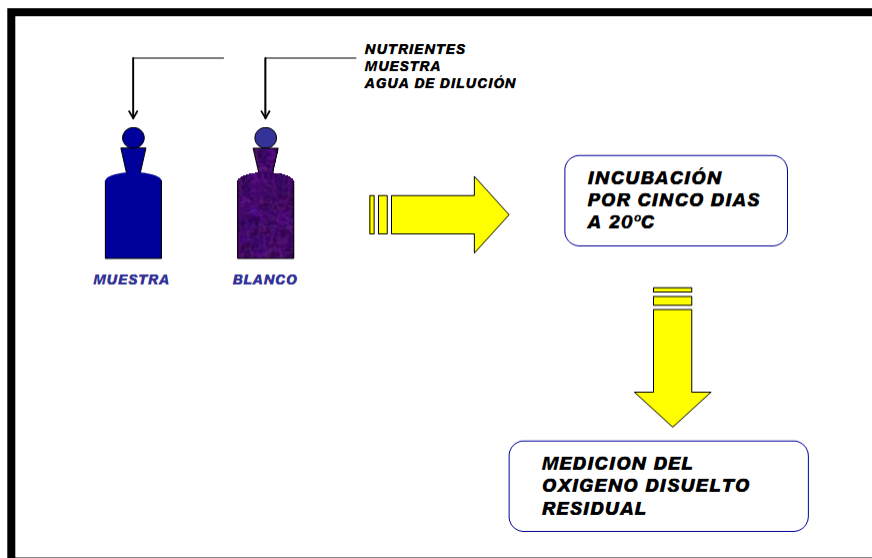 NUTRIENTES
MUESTRA
AGUA DE DILUCIÓN
MUESTRA
BLANCO
INCUBACIÓN
POR CINCO DIAS
A 20ºC
MEDICION DEL
OXIGENO DISUELTO
RESIDUAL